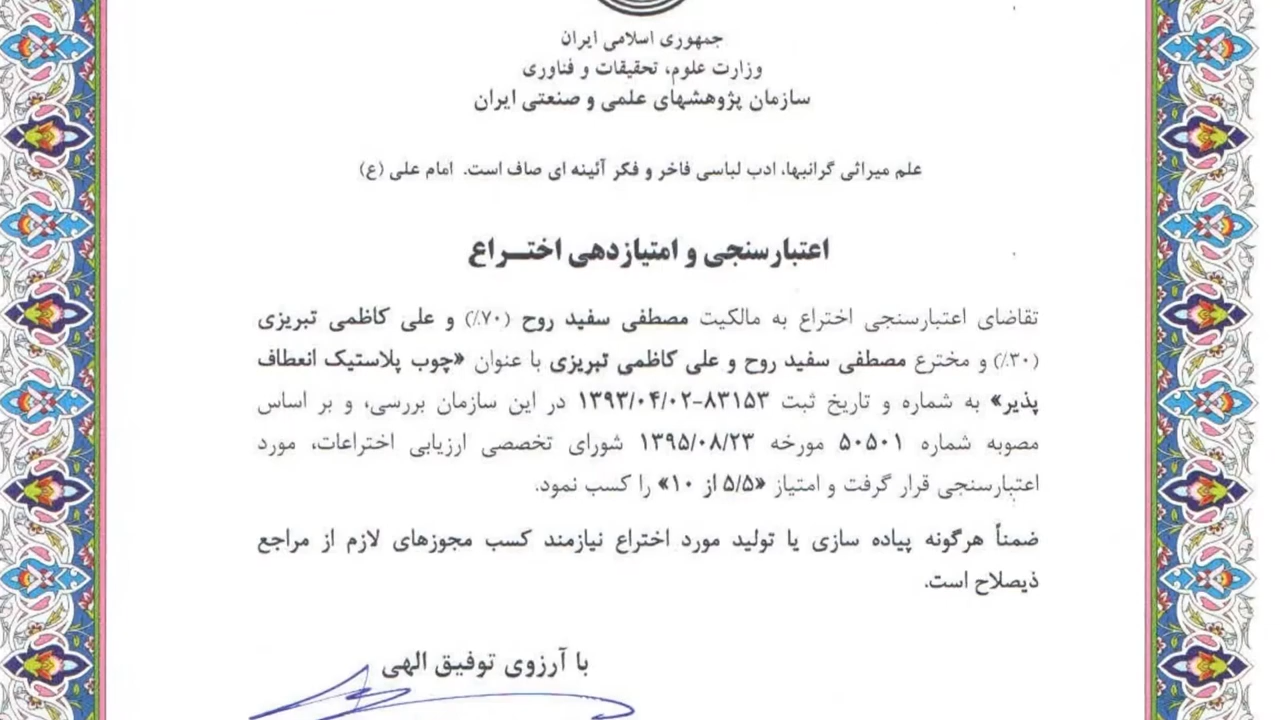 جمهوری اسلامی ایران
وزارت علوم، تحقیقات و فناوری
سازمان پژوهشهای علمی و صنعتی ایران
علم میراثی گرانبها، ادب لباسی فاخر و فکر آئینه ای صاف است. امام علی (ع)
اعتبارسنجی و امتیازدهی اختــراع
تقاضای اعتبارسنجی اختراع به مالکیت مصطفی سفید روح (۷۰٪) و علی کاظمی تبریزی
(۳۰٪) و مخترع مصطفی سفید روح و علی کاظمی تبریزی با عنوان «چوب پلاستیک انعطاف
پذیر» به شماره و تاریخ ثبت ۸۳۱۵۳-۱۳۹۳/۰۴/۰۲ در این سازمان بررسی، و بر اساس
مصوبه شماره ۵۰۵۰۱ مورخه ۱۳۹۵/۰۸/۲۳ شورای تخصصی ارزیابی اختراعات، مورد
اعتبارسنجی قرار گرفت و امتیاز «۵/۵ از ۱۰» را کسب نمود.
ضمناً هرگونه پیاده سازی یا تولید مورد اختراع نیازمند کسب مجوزهای لازم از مراجع
ذیصلاح است.
با آرزوی توفیق الهی